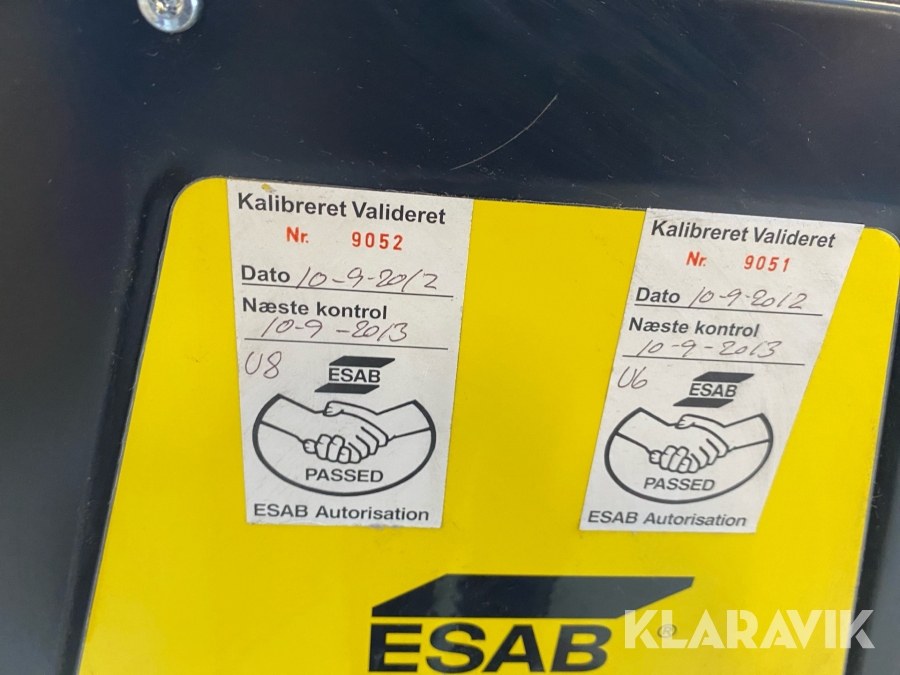 Kalibreret Valideret
Nr. 9052
Dato 10-9-2012
Næste kontrol
10-9-2013
U8
ESAB
PASSED
ESAB Autorisation
Kalibreret Valideret
Nr. 9051
Dato 10-9-2012
Næste kontrol
10-9-2013
U6
ESAB
PASSED
ESAB Autorisation
ESAB®
KLARAVIK